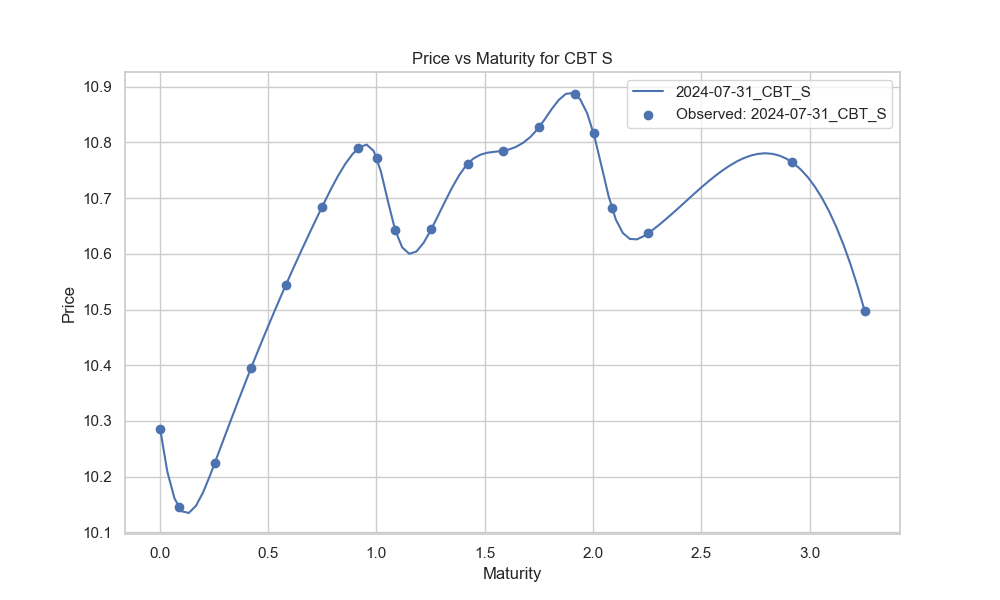 Price vs Maturity for CBT S
2024-07-31_CBT_S
Observed: 2024-07-31_CBT_S
10.9
10.8
10.7
10.6
10.5
10.4
10.3
10.2
10.1
Price
0.0 0.5 1.0 1.5 2.0 2.5 3.0
Maturity